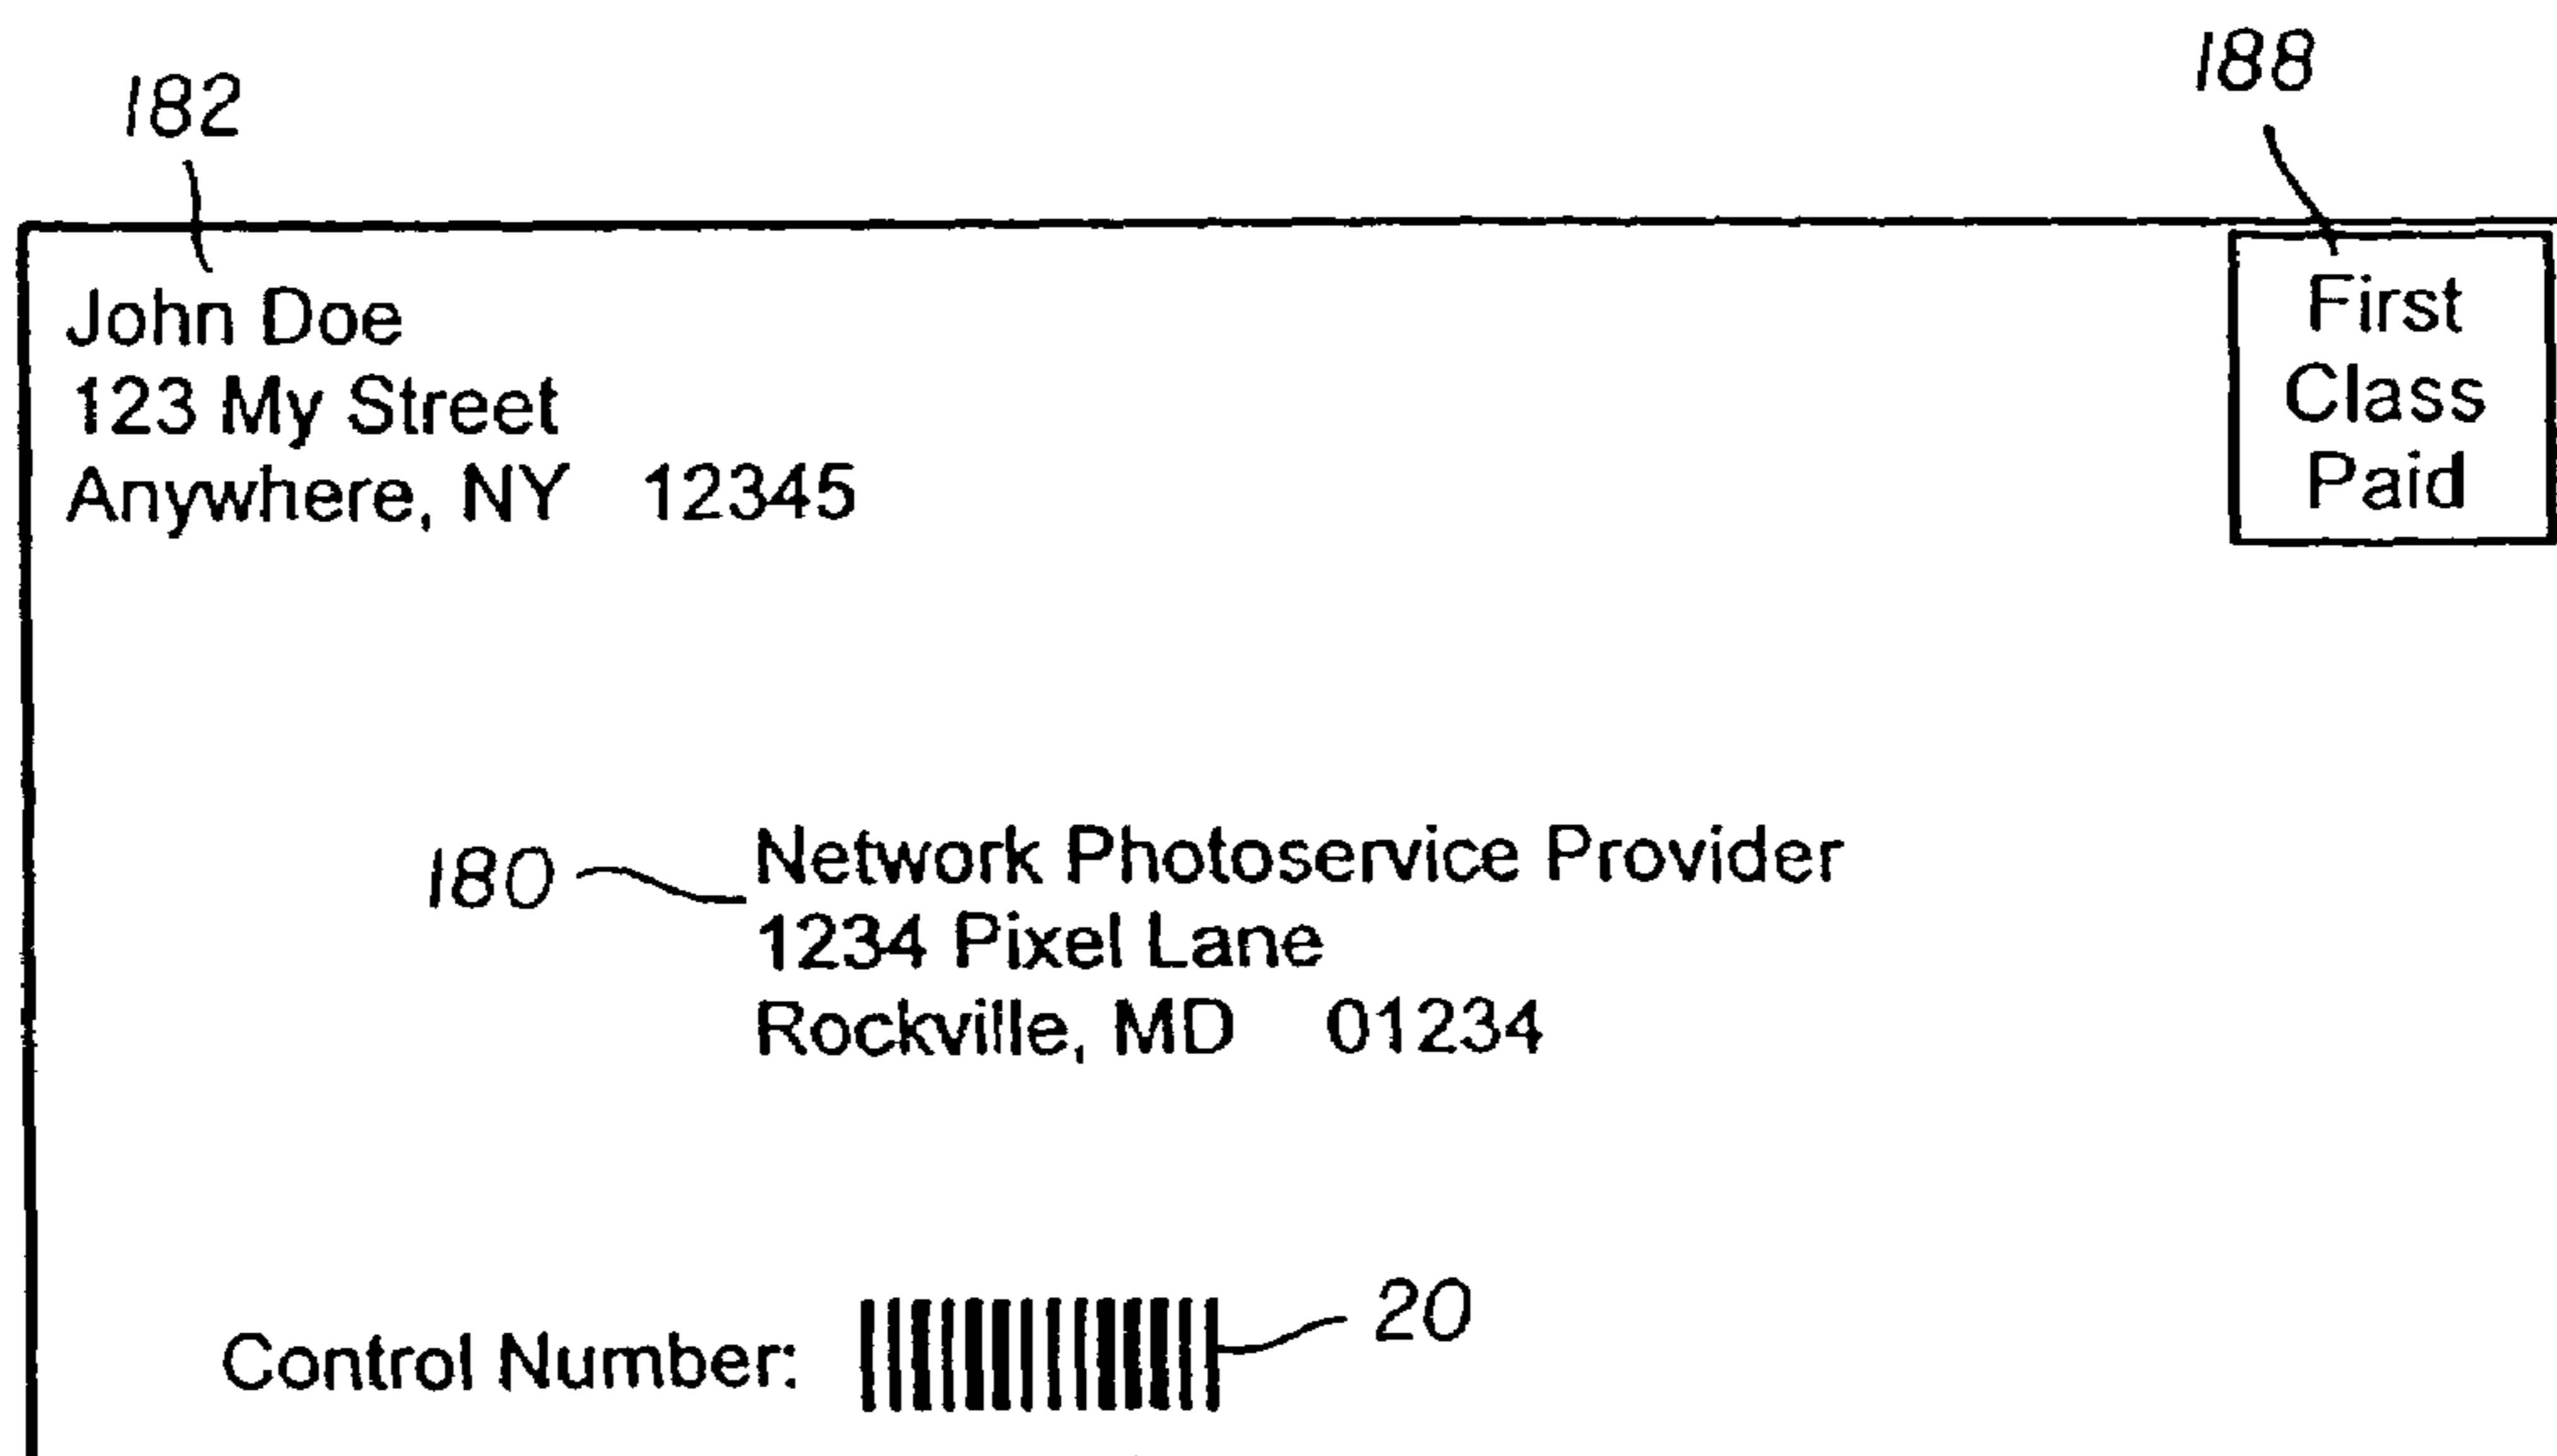 182
188
John Doe
123 My Street
Anywhere, NY 12345
First
Class
Paid
180
Network Photoservice Provider
1234 Pixel Lane
Rockville, MD 01234
Control Number:
20